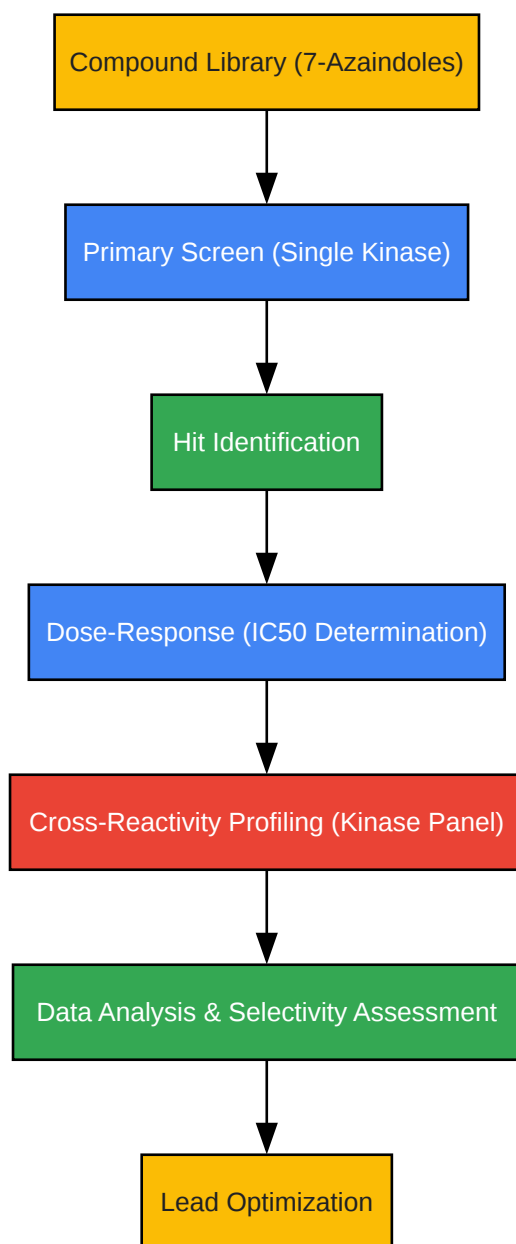 Compound Library (7-Azaindoles)
Primary Screen (Single Kinase)
Hit Identification
Dose-Response (IC50 Determination)
Cross-Reactivity Profiling (Kinase Panel)
Data Analysis & Selectivity Assessment
Lead Optimization